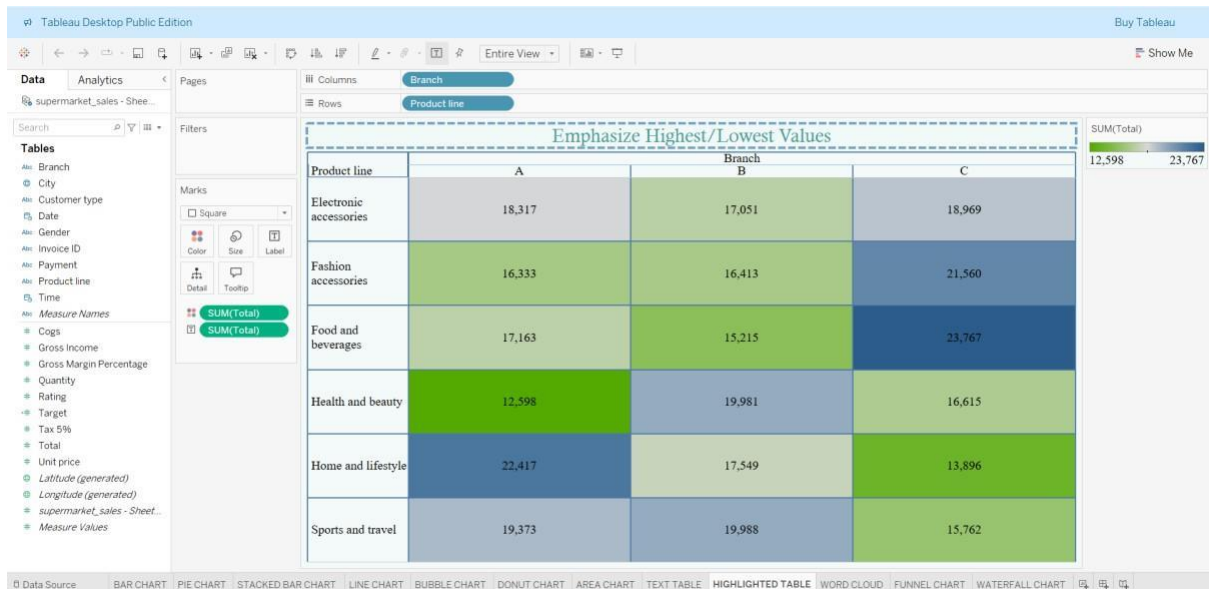 Tableau Desktop Public Edition
Buy Tableau
Entire View
Show Me
Data
Analytics
supermarket_sales - Shee...
Search
Tables
Abc Branch
City
Abc Customer type
Date
Abc Gender
Abc Invoice ID
Abc Payment
Abc Product line
Time
Abc Measure Names
# Cogs
# Gross Income
# Gross Margin Percentage
# Quantity
# Rating
# Target
# Tax 5%
# Total
# Unit price
Latitude (generated)
Longitude (generated)
# supermarket_sales - Sheet...
# Measure Values
Pages
Filters
Marks
Square
Color Size Label
Detail Tooltip
SUM(Total)
SUM(Total)
Columns Branch
Rows Product line
Emphasize Highest/Lowest Values
Branch
Product line A B C
Electronic
accessories 18,317 17,051 18,969
Fashion
accessories 16,333 16,413 21,560
Food and
beverages 17,163 15,215 23,767
Health and beauty 12,598 19,981 16,615
Home and lifestyle 22,417 17,549 13,896
Sports and travel 19,373 19,988 15,762
SUM(Total)
12,598 23,767
Data Source BAR CHART PIE CHART STACKED BAR CHART LINE CHART BUBBLE CHART DONUT CHART AREA CHART TEXT TABLE HIGHLIGHTED TABLE WORD CLOUD FUNNEL CHART WATERFALL CHART